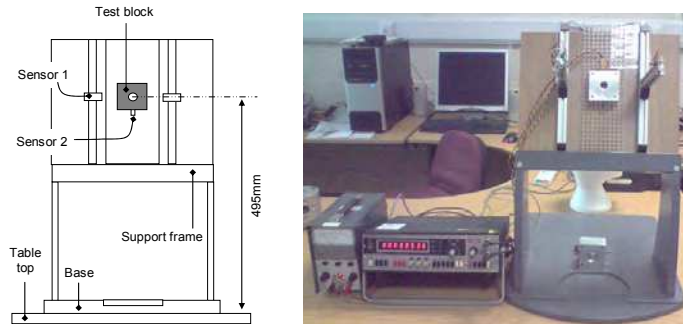 Test block
Sensor 1
Sensor 2
495mm
Support frame
Table
top
Base